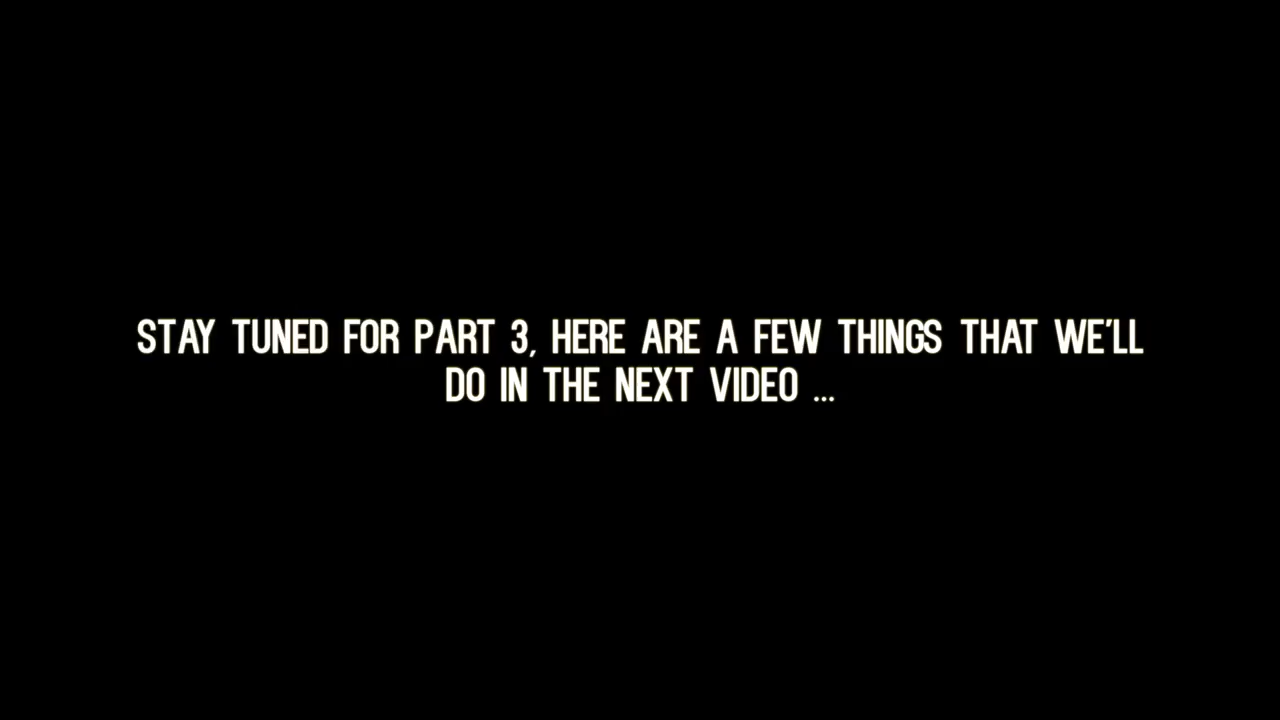 STAY TUNED FOR PART 3, HERE ARE A FEW THINGS THAT WE'LL
DO IN THE NEXT VIDEO ...